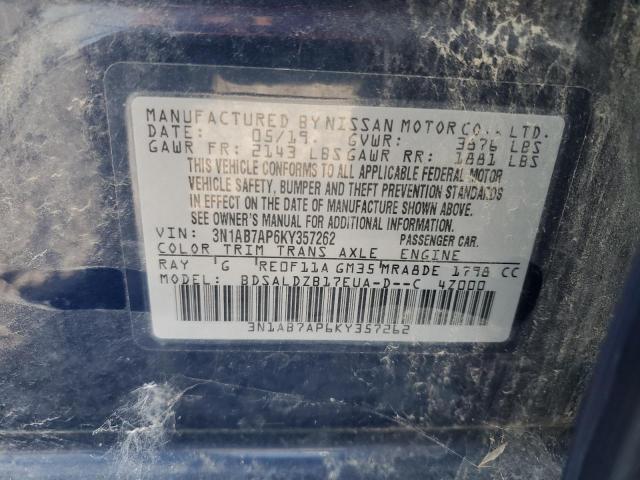 MANUFACTURED BY NISSAN MOTOR CO., LTD.
DATE: 05/19 GVWR: 3876 LBS
GAWR FR: 2143 LBS GAWR RR: 1881 LBS
THIS VEHICLE CONFORMS TO ALL APPLICABLE FEDERAL MOTOR
VEHICLE SAFETY, BUMPER AND THEFT PREVENTION STANDARDS
IN EFFECT ON THE DATE OF MANUFACTURE SHOWN ABOVE.
SEE OWNER'S MANUAL FOR ADDITIONAL INFORMATION.
VIN: 3N1AB7AP6KY357262 PASSENGER CAR.
COLOR TRIM TRANS AXLE ENGINE
RAY G RE0F11A GM35 MRA8DE 1798 CC
MODEL: BDSALDZB17EUA-D--C 4Z000
3N1AB7AP6KY357262